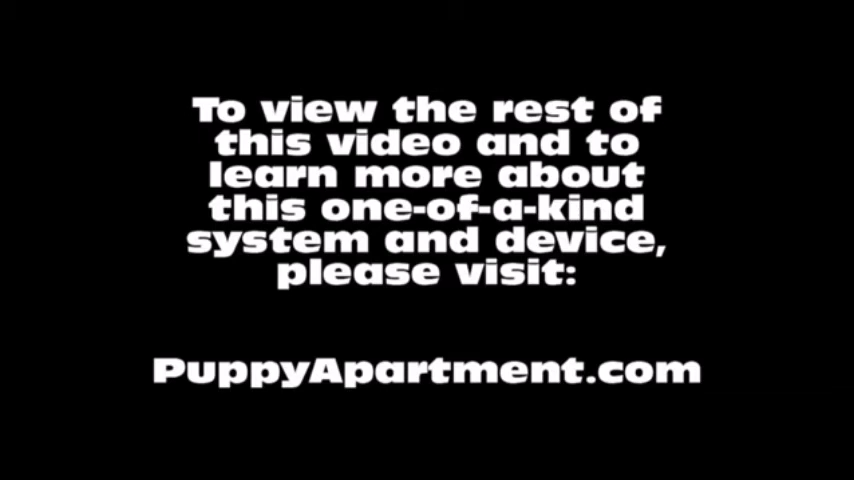 To view the rest of
this video and to
learn more about
this one-of-a-kind
system and device,
please visit:
PuppyApartment.com